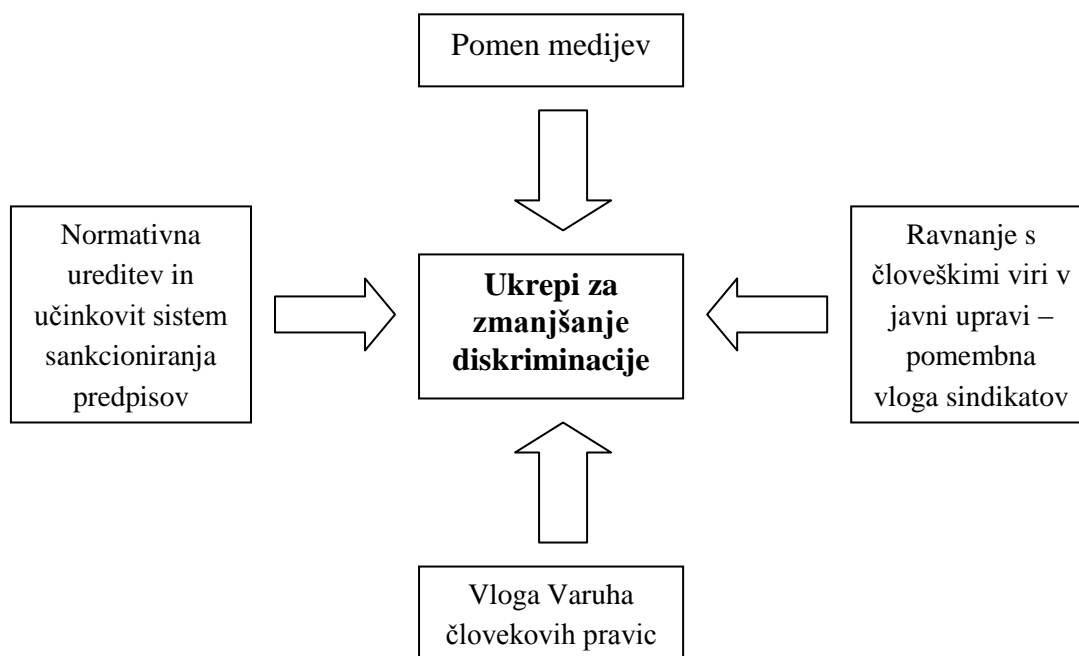 Pomen medijev
Normativna
ureditev in
učinkovit sistem
sankcioniranja
predpisov
Ukrepi za
zmanjšanje
diskriminacije
Ravnanje s
človeškimi viri v
javni upravi –
pomembna
vloga sindikatov
Vloga Varuha
človekovih pravic